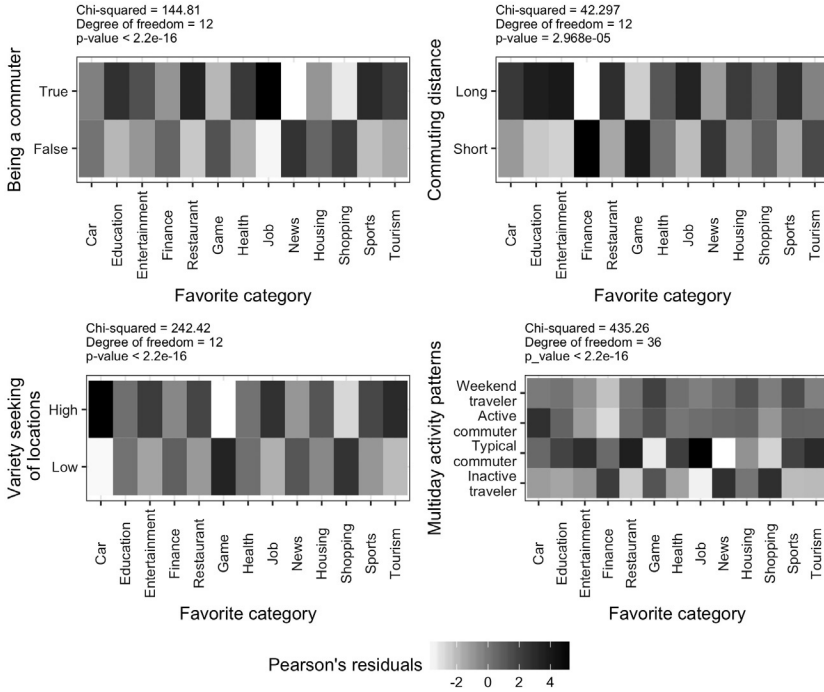 Chi-squared = 144.81
Degree of freedom = 12
p-value < 2.2e-16
Being a commuter
True
False
Car
Education
Entertainment
Finance
Restaurant
Game
Health
Job
News
Housing
Shopping
Sports
Tourism
Favorite category
Chi-squared = 42.297
Degree of freedom = 12
p-value = 2.968e-05
Commuting distance
Long
Short
Car
Education
Entertainment
Finance
Restaurant
Game
Health
Job
News
Housing
Shopping
Sports
Tourism
Favorite category
Chi-squared = 242.42
Degree of freedom = 12
p-value < 2.2e-16
Variety seeking
of locations
High
Low
Car
Education
Entertainment
Finance
Restaurant
Game
Health
Job
News
Housing
Shopping
Sports
Tourism
Favorite category
Chi-squared = 435.26
Degree of freedom = 36
p_value < 2.2e-16
Multiday activity patterns
Weekend
traveler
Active
commuter
Typical
commuter
Inactive
traveler
Car
Education
Entertainment
Finance
Restaurant
Game
Health
Job
News
Housing
Shopping
Sports
Tourism
Favorite category
Pearson's residuals
-2 0 2 4